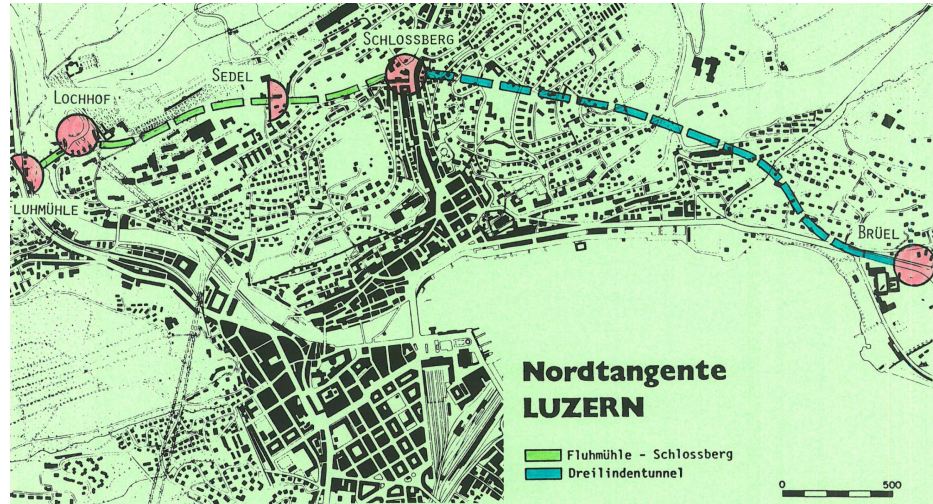 SCHLOSSBERG
SEDEL
LOCHHOF
LUHMÜHLE
BRÜEL
Nordtangente
LUZERN
Fluhmühle - Schlossberg
Dreilindentunnel
0 500